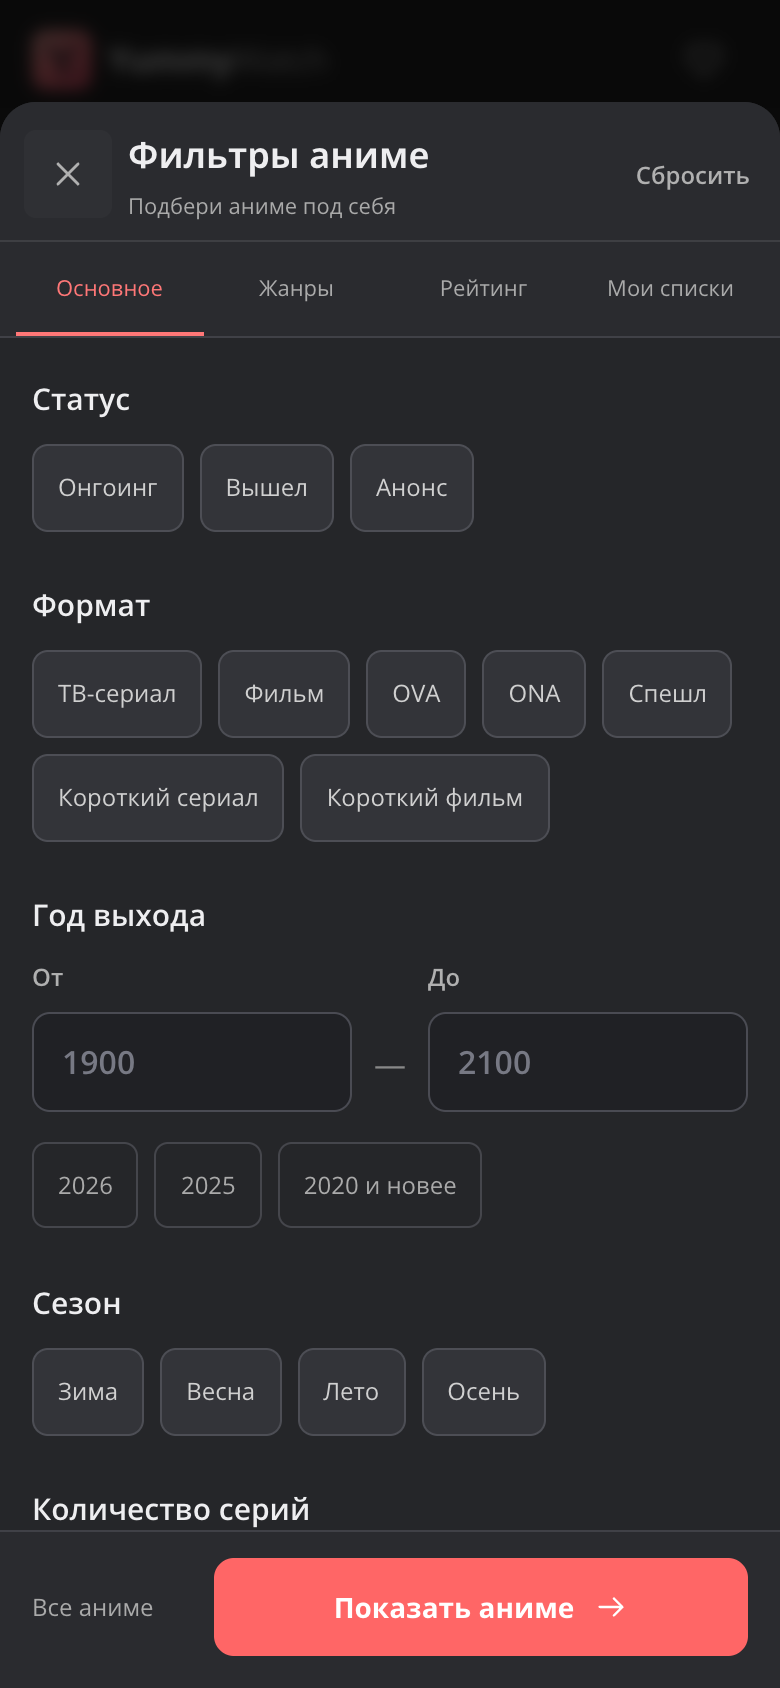 Фильтры аниме
Подбери аниме под себя
Сбросить
Основное Жанры Рейтинг Мои списки
Статус
Онгоинг Вышел Анонс
Формат
ТВ-сериал Фильм OVA ONA Спешл
Короткий сериал Короткий фильм
Год выхода
От До
1900 — 2100
2026 2025 2020 и новее
Сезон
Зима Весна Лето Осень
Количество серий
Все аниме Показать аниме →